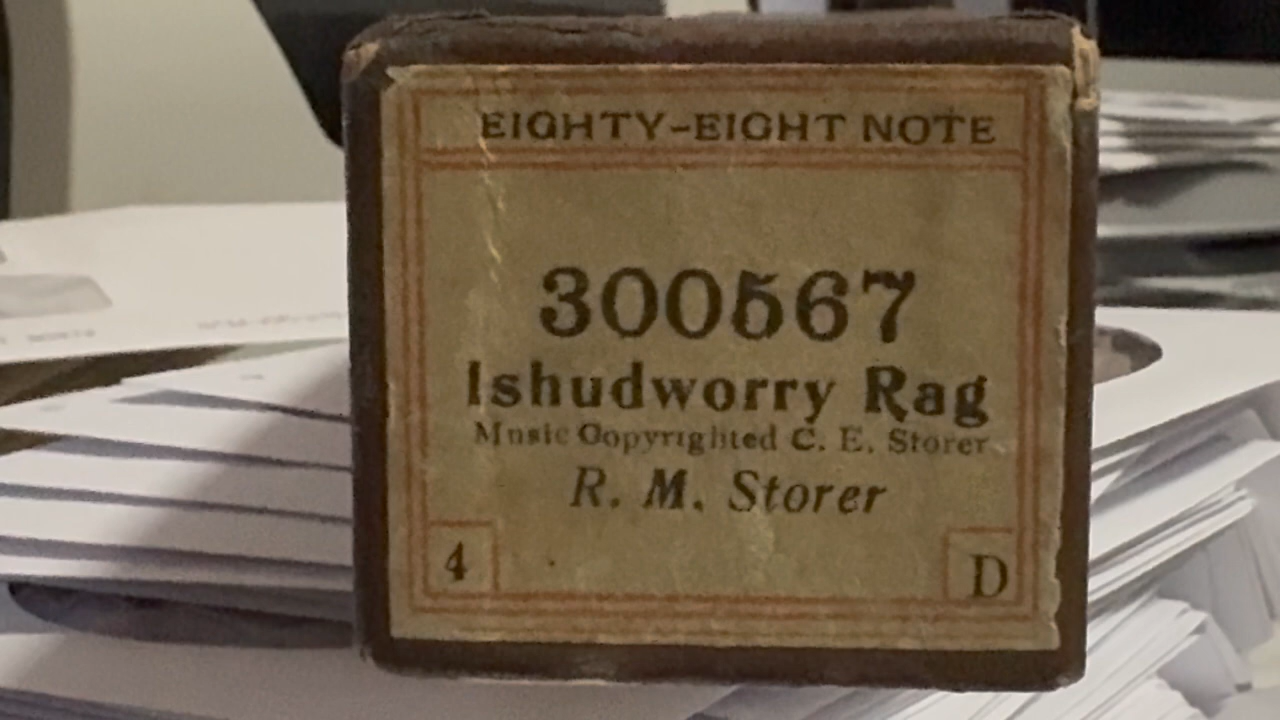 EIGHTY-EIGHT NOTE
300567
Ishudworry Rag
Music Copyrighted C. E. Storer
R. M. Storer
4
D